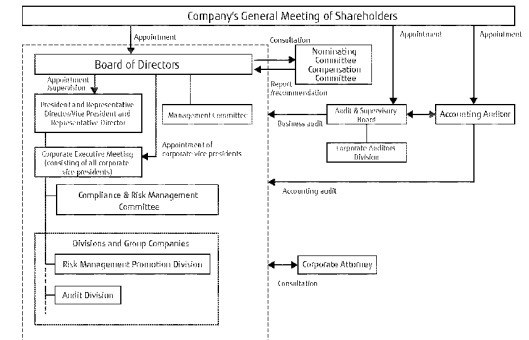 Company's General Meeting of Shareholders
Appointment
Appointment
Appointment
Consultation
Board of Directors
Nominating
Committee
Compensation
Committee
Appointment
/supervision
Report
/recommendation
President and Representative
Director/Vice President and
Representative Director
Management Committee
Audit & Supervisory
Board
Accounting Areditor
Business audit
Appointment of
corporate vice presidents
Corporate Executive Meeting
(consisting of all corporate
vice presidents)
Corporate Auditors
Division
Accounting audit
Compliance & Risk Management
Committee
Divisions and Group Companies
Risk Management Promotion Division
Corporate Attorney
Consultation
Audit Division